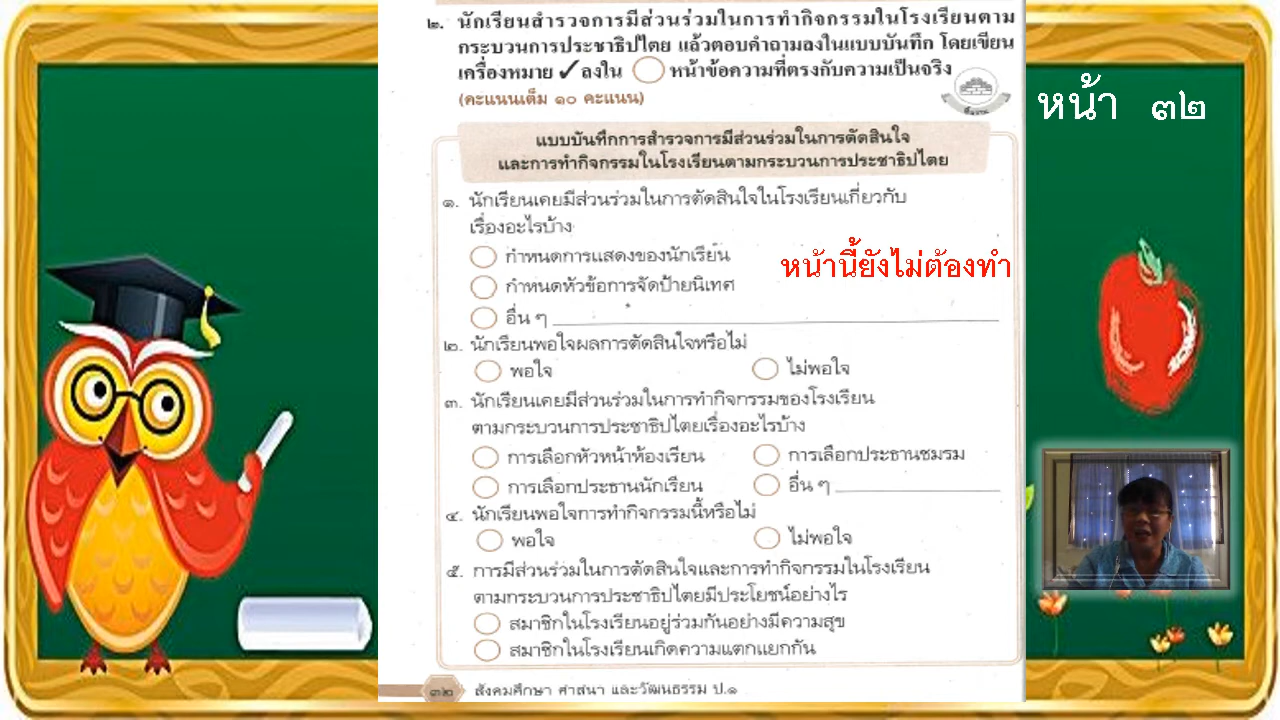 ๒. นักเรียนสำรวจการมีส่วนร่วมในการทำกิจกรรมในโรงเรียนตาม
กระบวนการประชาธิปไตย แล้วตอบคำถามลงในแบบบันทึก โดยเขียน
เครื่องหมาย ✓ ลงใน ◯ หน้าข้อความที่ตรงกับความเป็นจริง
(คะแนนเต็ม ๑๐ คะแนน)
หน้า ๓๒
แบบบันทึกการสำรวจการมีส่วนร่วมในการตัดสินใจ
และการทำกิจกรรมในโรงเรียนตามกระบวนการประชาธิปไตย
๑. นักเรียนเคยมีส่วนร่วมในการตัดสินใจในโรงเรียนเกี่ยวกับ
เรื่องอะไรบ้าง
กำหนดการแสดงของนักเรียน
หน้านี้ยังไม่ต้องทำ
กำหนดหัวข้อการจัดป้ายนิเทศ
อื่น ๆ
๒. นักเรียนพอใจผลการตัดสินใจหรือไม่
พอใจ ไม่พอใจ
๓. นักเรียนเคยมีส่วนร่วมในการทำกิจกรรมของโรงเรียน
ตามกระบวนการประชาธิปไตยเรื่องอะไรบ้าง
การเลือกหัวหน้าห้องเรียน การเลือกประธานชมรม
การเลือกประธานนักเรียน อื่น ๆ
๔. นักเรียนพอใจการทำกิจกรรมนี้หรือไม่
พอใจ ไม่พอใจ
๕. การมีส่วนร่วมในการตัดสินใจและการทำกิจกรรมในโรงเรียน
ตามกระบวนการประชาธิปไตยมีประโยชน์อย่างไร
สมาชิกในโรงเรียนอยู่ร่วมกันอย่างมีความสุข
สมาชิกในโรงเรียนเกิดความแตกแยกกัน
๓๒ สังคมศึกษา ศาสนา และวัฒนธรรม ป.๑